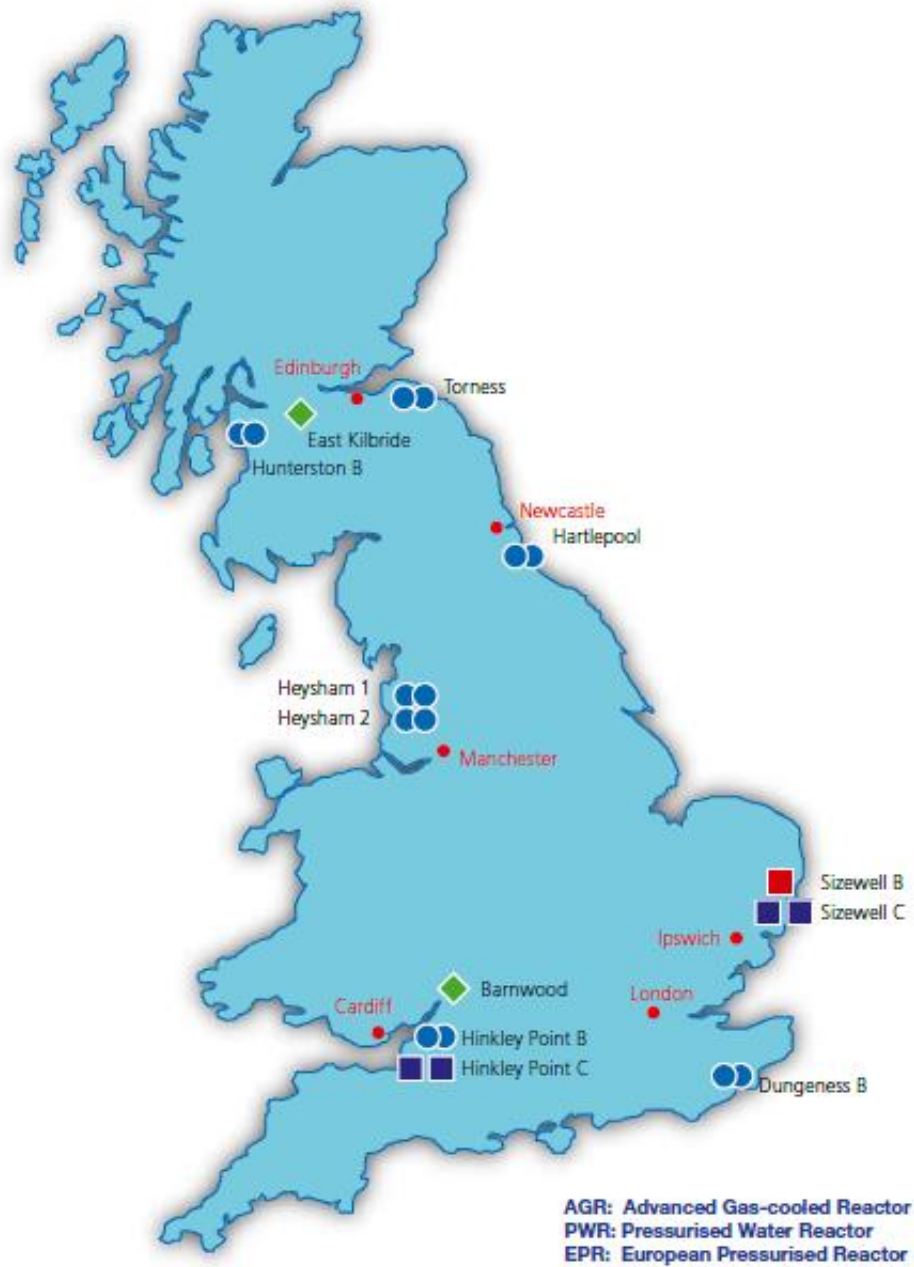 Edinburgh
Torness
East Kilbride
Hunterston B
Newcastle
Hartlepool
Heysham 1
Heysham 2
Manchester
Sizewell B
Sizewell C
Ipswich
Barnwood
London
Cardiff
Hinkley Point B
Hinkley Point C
Dungeness B
AGR: Advanced Gas-cooled Reactor
PWR: Pressurised Water Reactor
EPR: European Pressurised Reactor